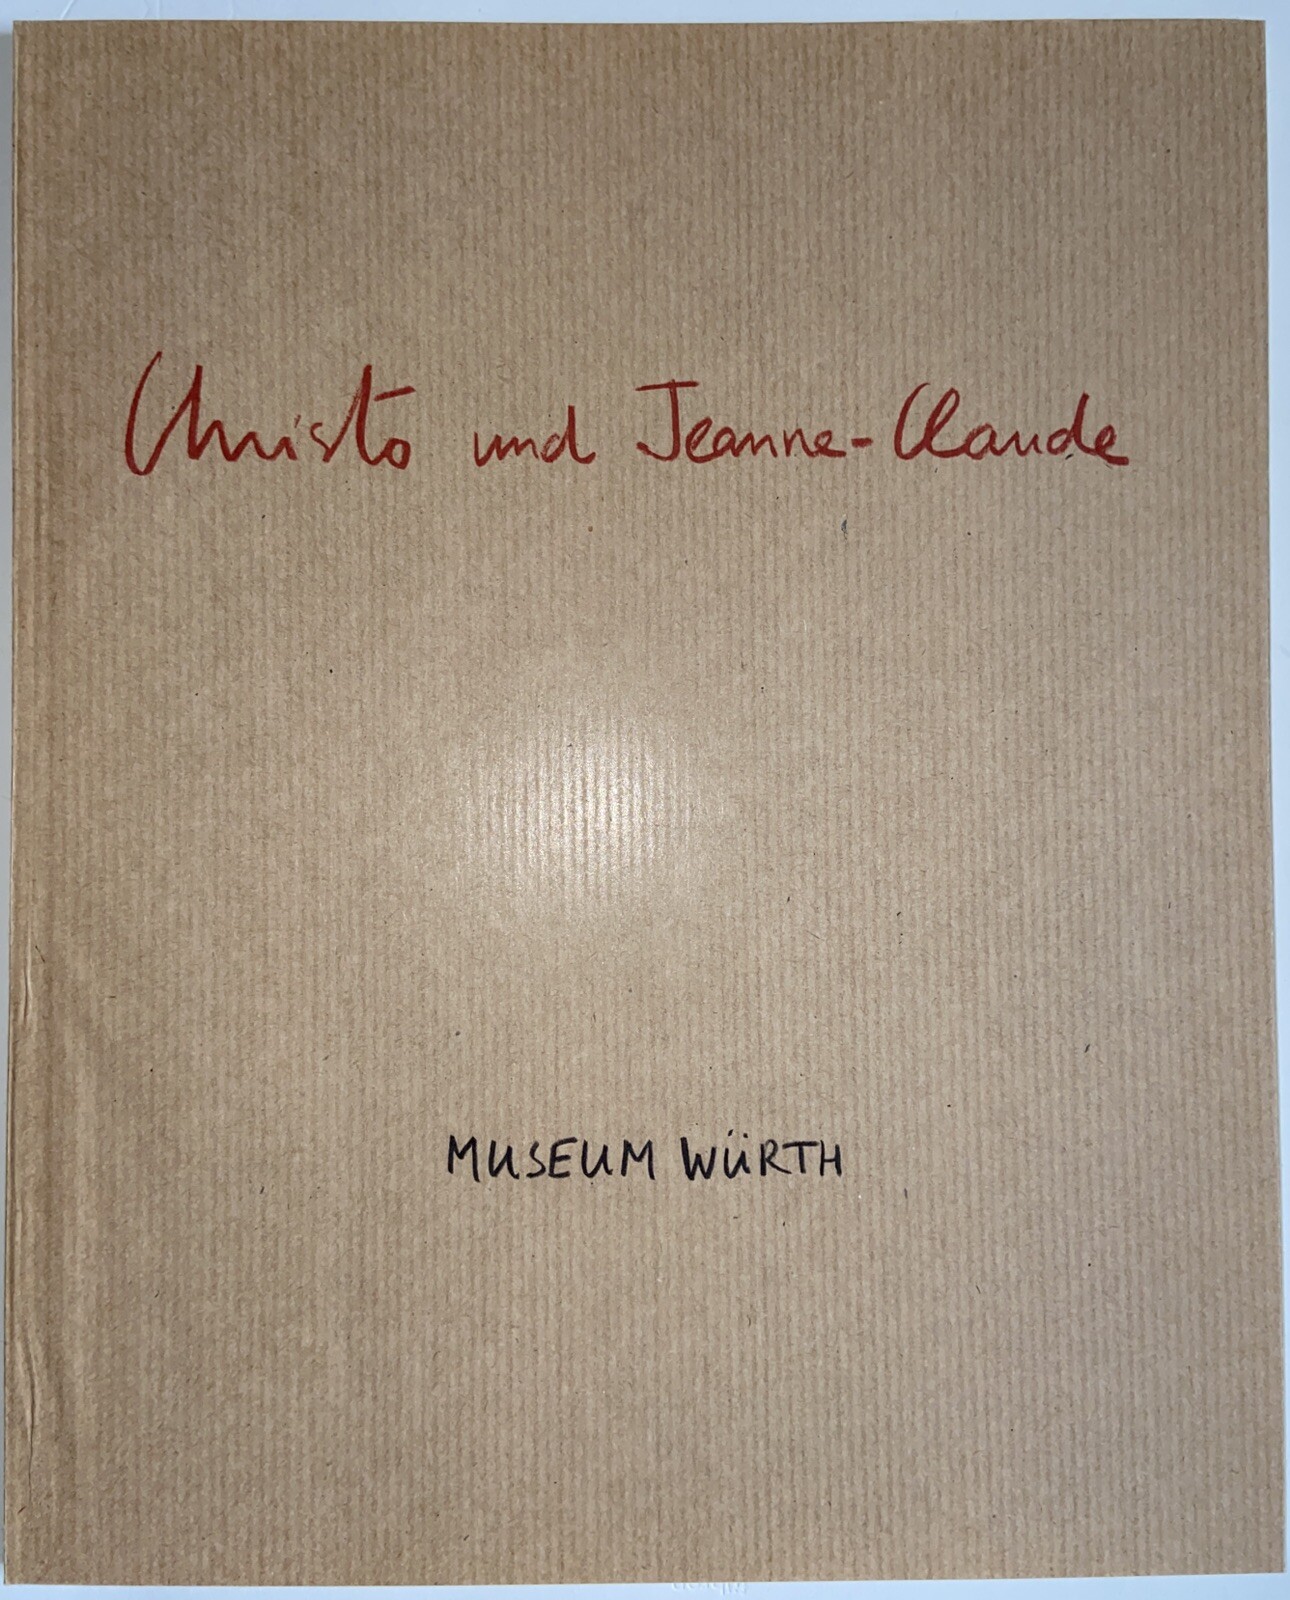 Christo und Jeanne-Claude
MUSEUM WÜRTH